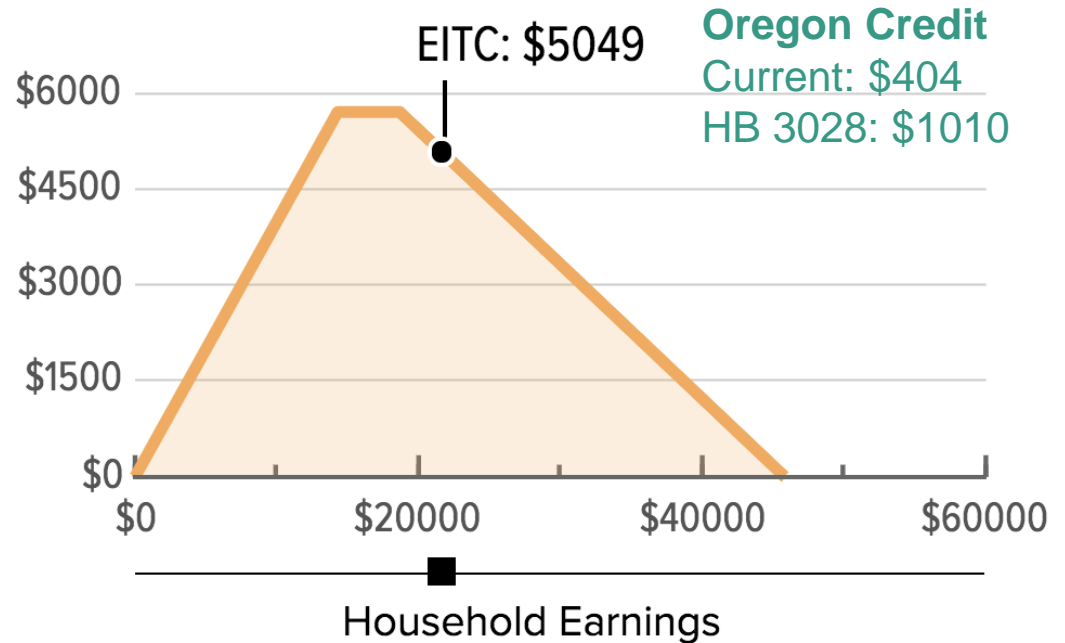 EITC: $5049
Oregon Credit
Current: $404
HB 3028: $1010
$6000
$4500
$3000
$1500
$0
$0 $20000 $40000 $60000
Household Earnings